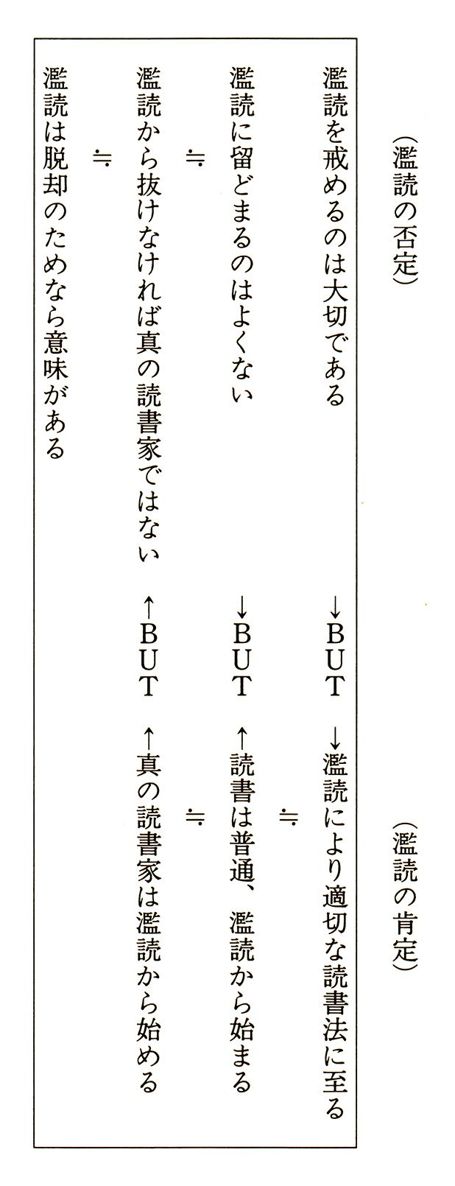 （濫読の否定）
（濫読の肯定）
濫読を戒めるのは大切である　↓BUT　↓濫読により適切な読書法に至る
≒
濫読に留どまるのはよくない　↓BUT　↑読書は普通、濫読から始まる
≒
≒
濫読から抜けなければ真の読書家ではない　↑BUT　↑真の読書家は濫読から始める
≒
濫読は脱却のためなら意味がある